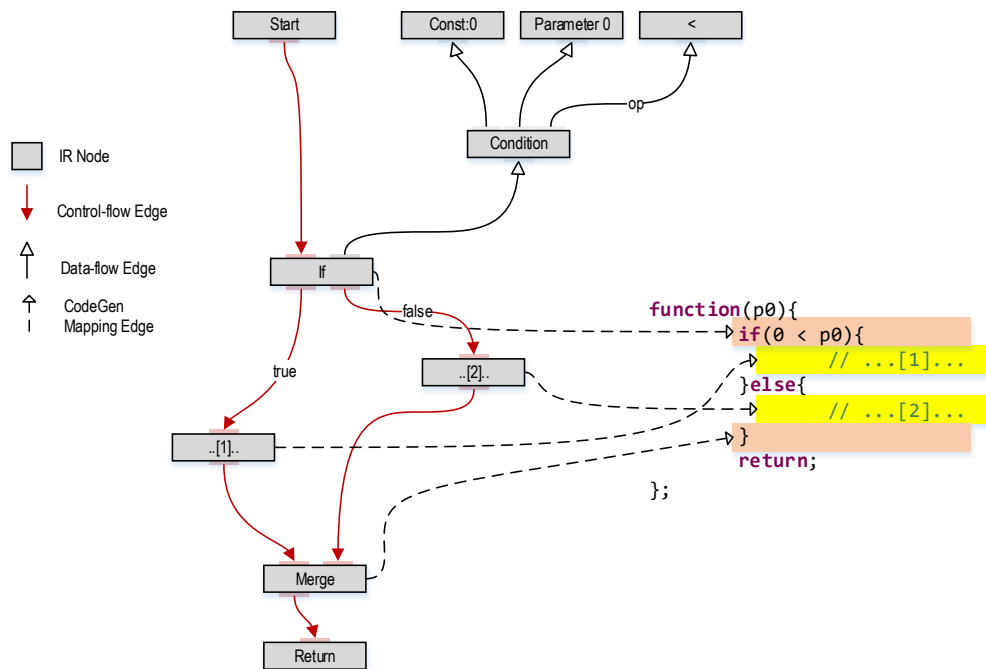 Start
Const:0
Parameter 0
<
op
Condition
IR Node
Control-flow Edge
Data-flow Edge
CodeGen
Mapping Edge
If
false
true
..[2]..
..[1]..
Merge
Return
function(p0){
if(0 < p0){
// ...[1]...
}else{
// ...[2]...
}
return;
};